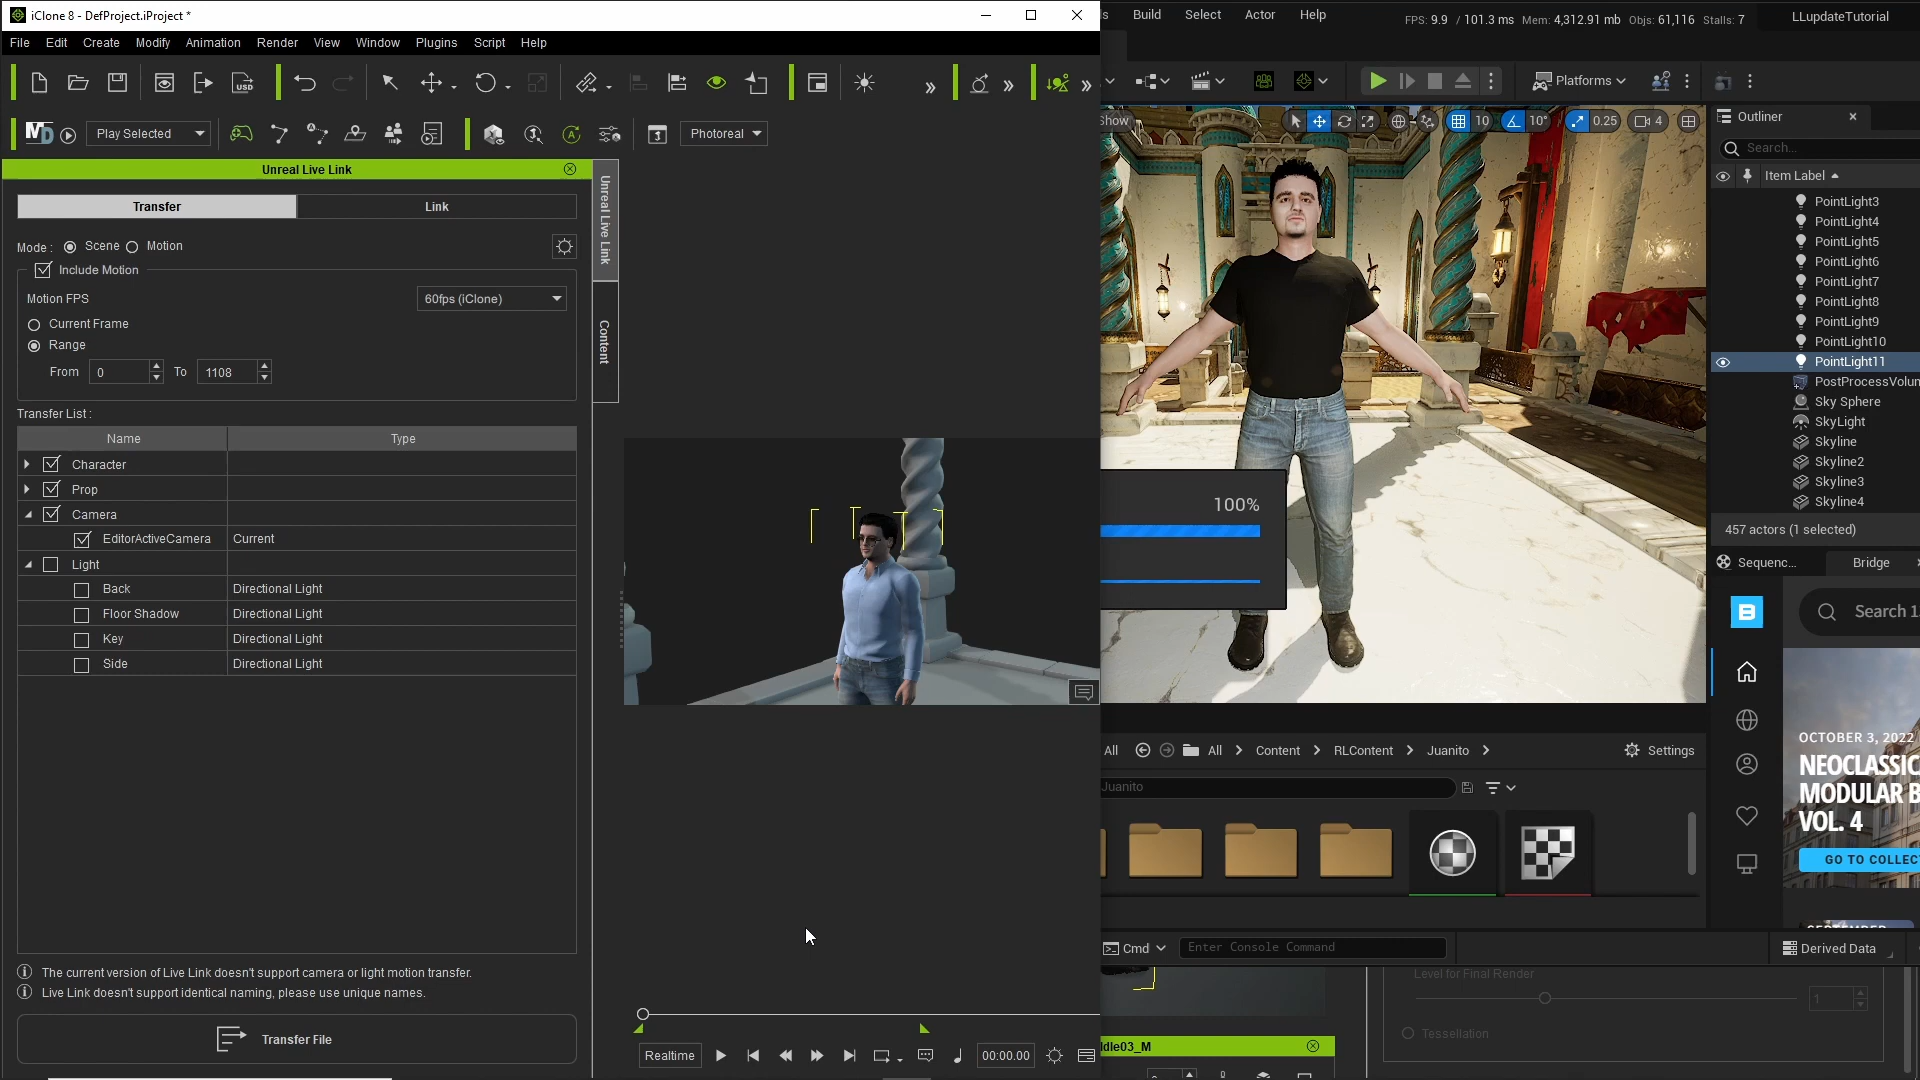 iClone 8 - DefProject.iProject *
File Edit Create Modify Animation Render View Window Plugins Script Help
Build Select Actor Help
FPS: 9.9 / 101.3 ms Mem: 4,312.91 mb Objs: 61,116 Stalls: 7
LLupdateTutorial
USD
Platforms
MD Play Selected
Photoreal
Show
10 10° 0.25 4
Outliner
Search...
Item Label
PointLight3
PointLight4
PointLight5
PointLight6
PointLight7
PointLight8
PointLight9
PointLight10
PointLight11
PostProcessVolum
Sky Sphere
SkyLight
Skyline
Skyline2
Skyline3
Skyline4
457 actors (1 selected)
Unreal Live Link
Unreal Live Link
Content
Transfer Link
Mode : Scene Motion
Include Motion
Motion FPS 60fps (iClone)
Current Frame
Range
From 0 To 1108
Transfer List :
Name Type
Character
Prop
Camera
EditorActiveCamera Current
Light
Back Directional Light
Floor Shadow Directional Light
Key Directional Light
Side Directional Light
The current version of Live Link doesn't support camera or light motion transfer.
Live Link doesn't support identical naming, please use unique names.
Transfer File
100%
Sequenc... Bridge
Search 1
OCTOBER 3, 2022
NEOCLASSIC
MODULAR B
VOL. 4
GO TO COLLEC
All All Content RLContent Juanito Settings
Juanito
Cmd Enter Console Command
Derived Data
Level for Final Render
1
Tessellation
Idle03_M
Realtime 00:00.00